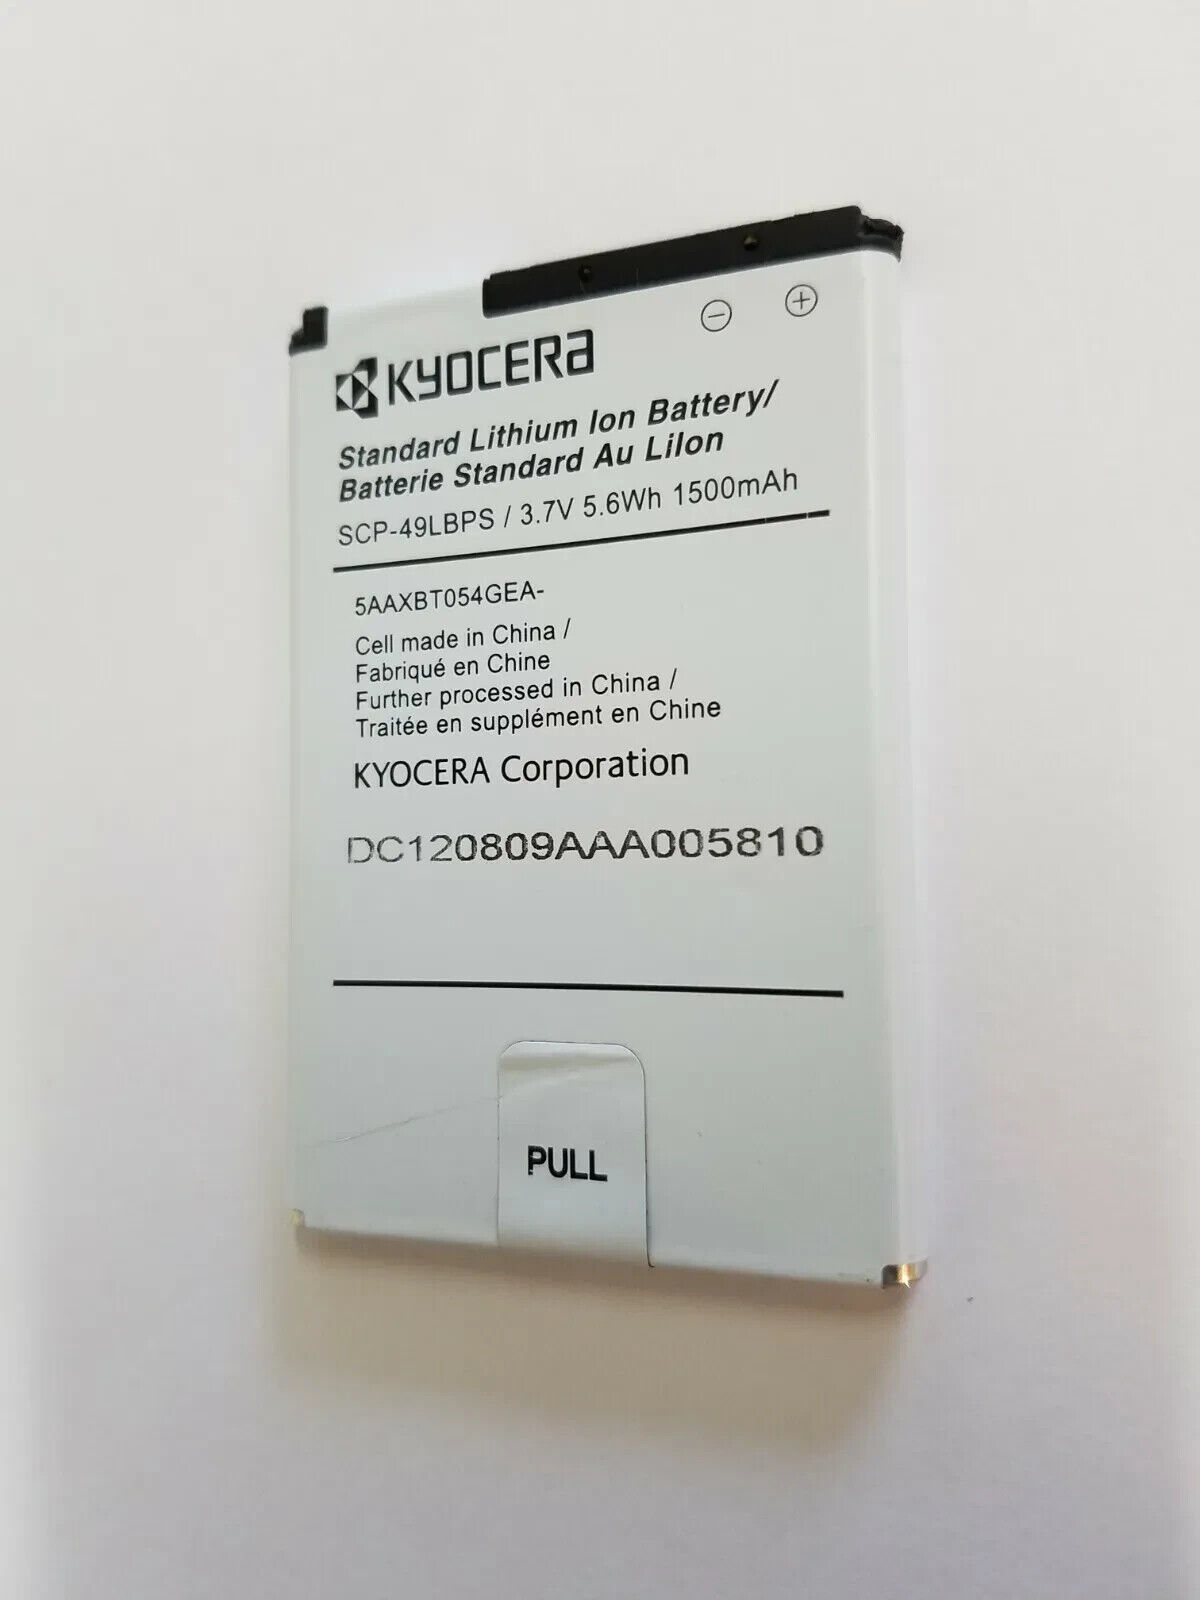 ⊖ ⊕
KYOCERA
Standard Lithium Ion Battery/
Batterie Standard Au LiIon
SCP-49LBPS / 3.7V 5.6Wh 1500mAh
5AAXBT054GEA-
Cell made in China /
Fabriqué en Chine
Further processed in China /
Traitée en supplément en Chine
KYOCERA Corporation
DC120809AAA005810
PULL